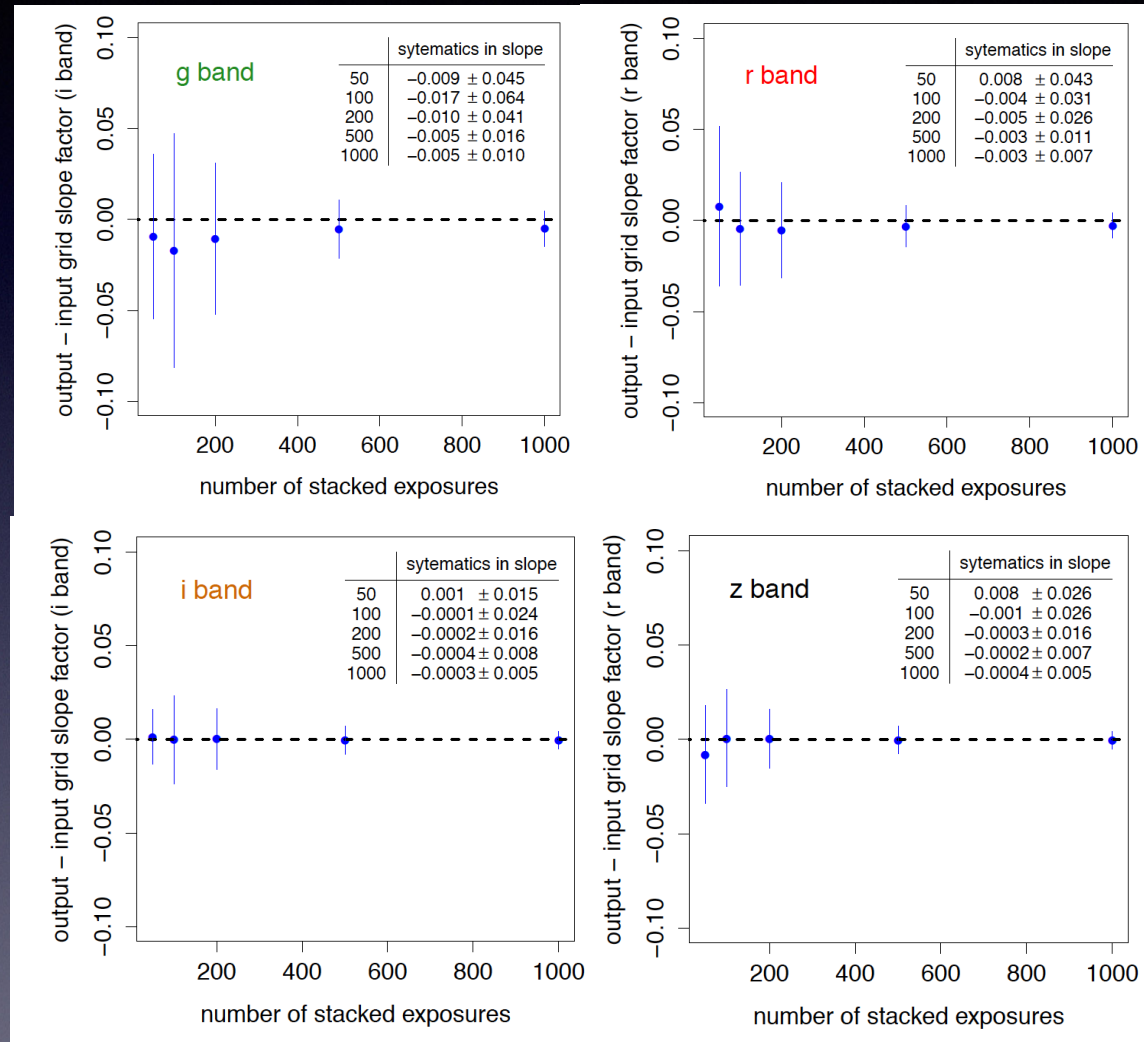 g band
sytematics in slope
50 −0.009 ± 0.045
100 −0.017 ± 0.064
200 −0.010 ± 0.041
500 −0.005 ± 0.016
1000 −0.005 ± 0.010
output − input grid slope factor (i band)
0.10
0.05
0.00
−0.05
−0.10
200 400 600 800 1000
number of stacked exposures
r band
sytematics in slope
50 0.008 ± 0.043
100 −0.004 ± 0.031
200 −0.005 ± 0.026
500 −0.003 ± 0.011
1000 −0.003 ± 0.007
output − input grid slope factor (r band)
0.10
0.05
0.00
−0.05
−0.10
200 400 600 800 1000
number of stacked exposures
i band
sytematics in slope
50 0.001 ± 0.015
100 −0.0001 ± 0.024
200 −0.0002 ± 0.016
500 −0.0004 ± 0.008
1000 −0.0003 ± 0.005
output − input grid slope factor (i band)
0.10
0.05
0.00
−0.05
−0.10
200 400 600 800 1000
number of stacked exposures
z band
sytematics in slope
50 0.008 ± 0.026
100 −0.001 ± 0.026
200 −0.0003 ± 0.016
500 −0.0002 ± 0.007
1000 −0.0004 ± 0.005
output − input grid slope factor (r band)
0.10
0.05
0.00
−0.05
−0.10
200 400 600 800 1000
number of stacked exposures